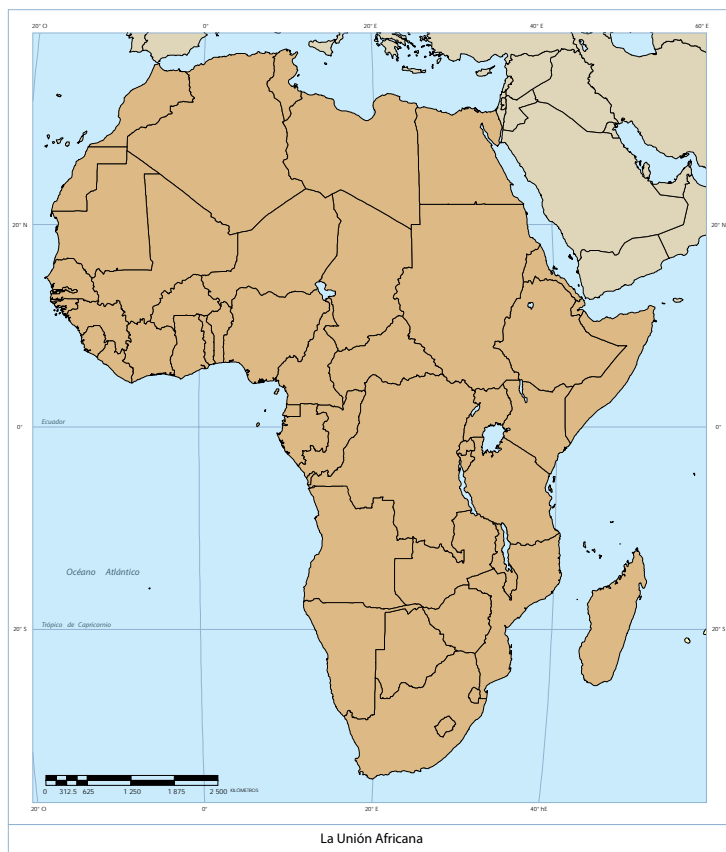 20° O
0°
20° E
40° E
60° E
20° N
20° N
Ecuador
0°
0°
Océano Atlántico
Trópico de Capricornio
20° S
20° S
0 312.5 625 1 250 1 875 2 500 KILÓMETROS
20° O
0°
20° E
La Unión Africana